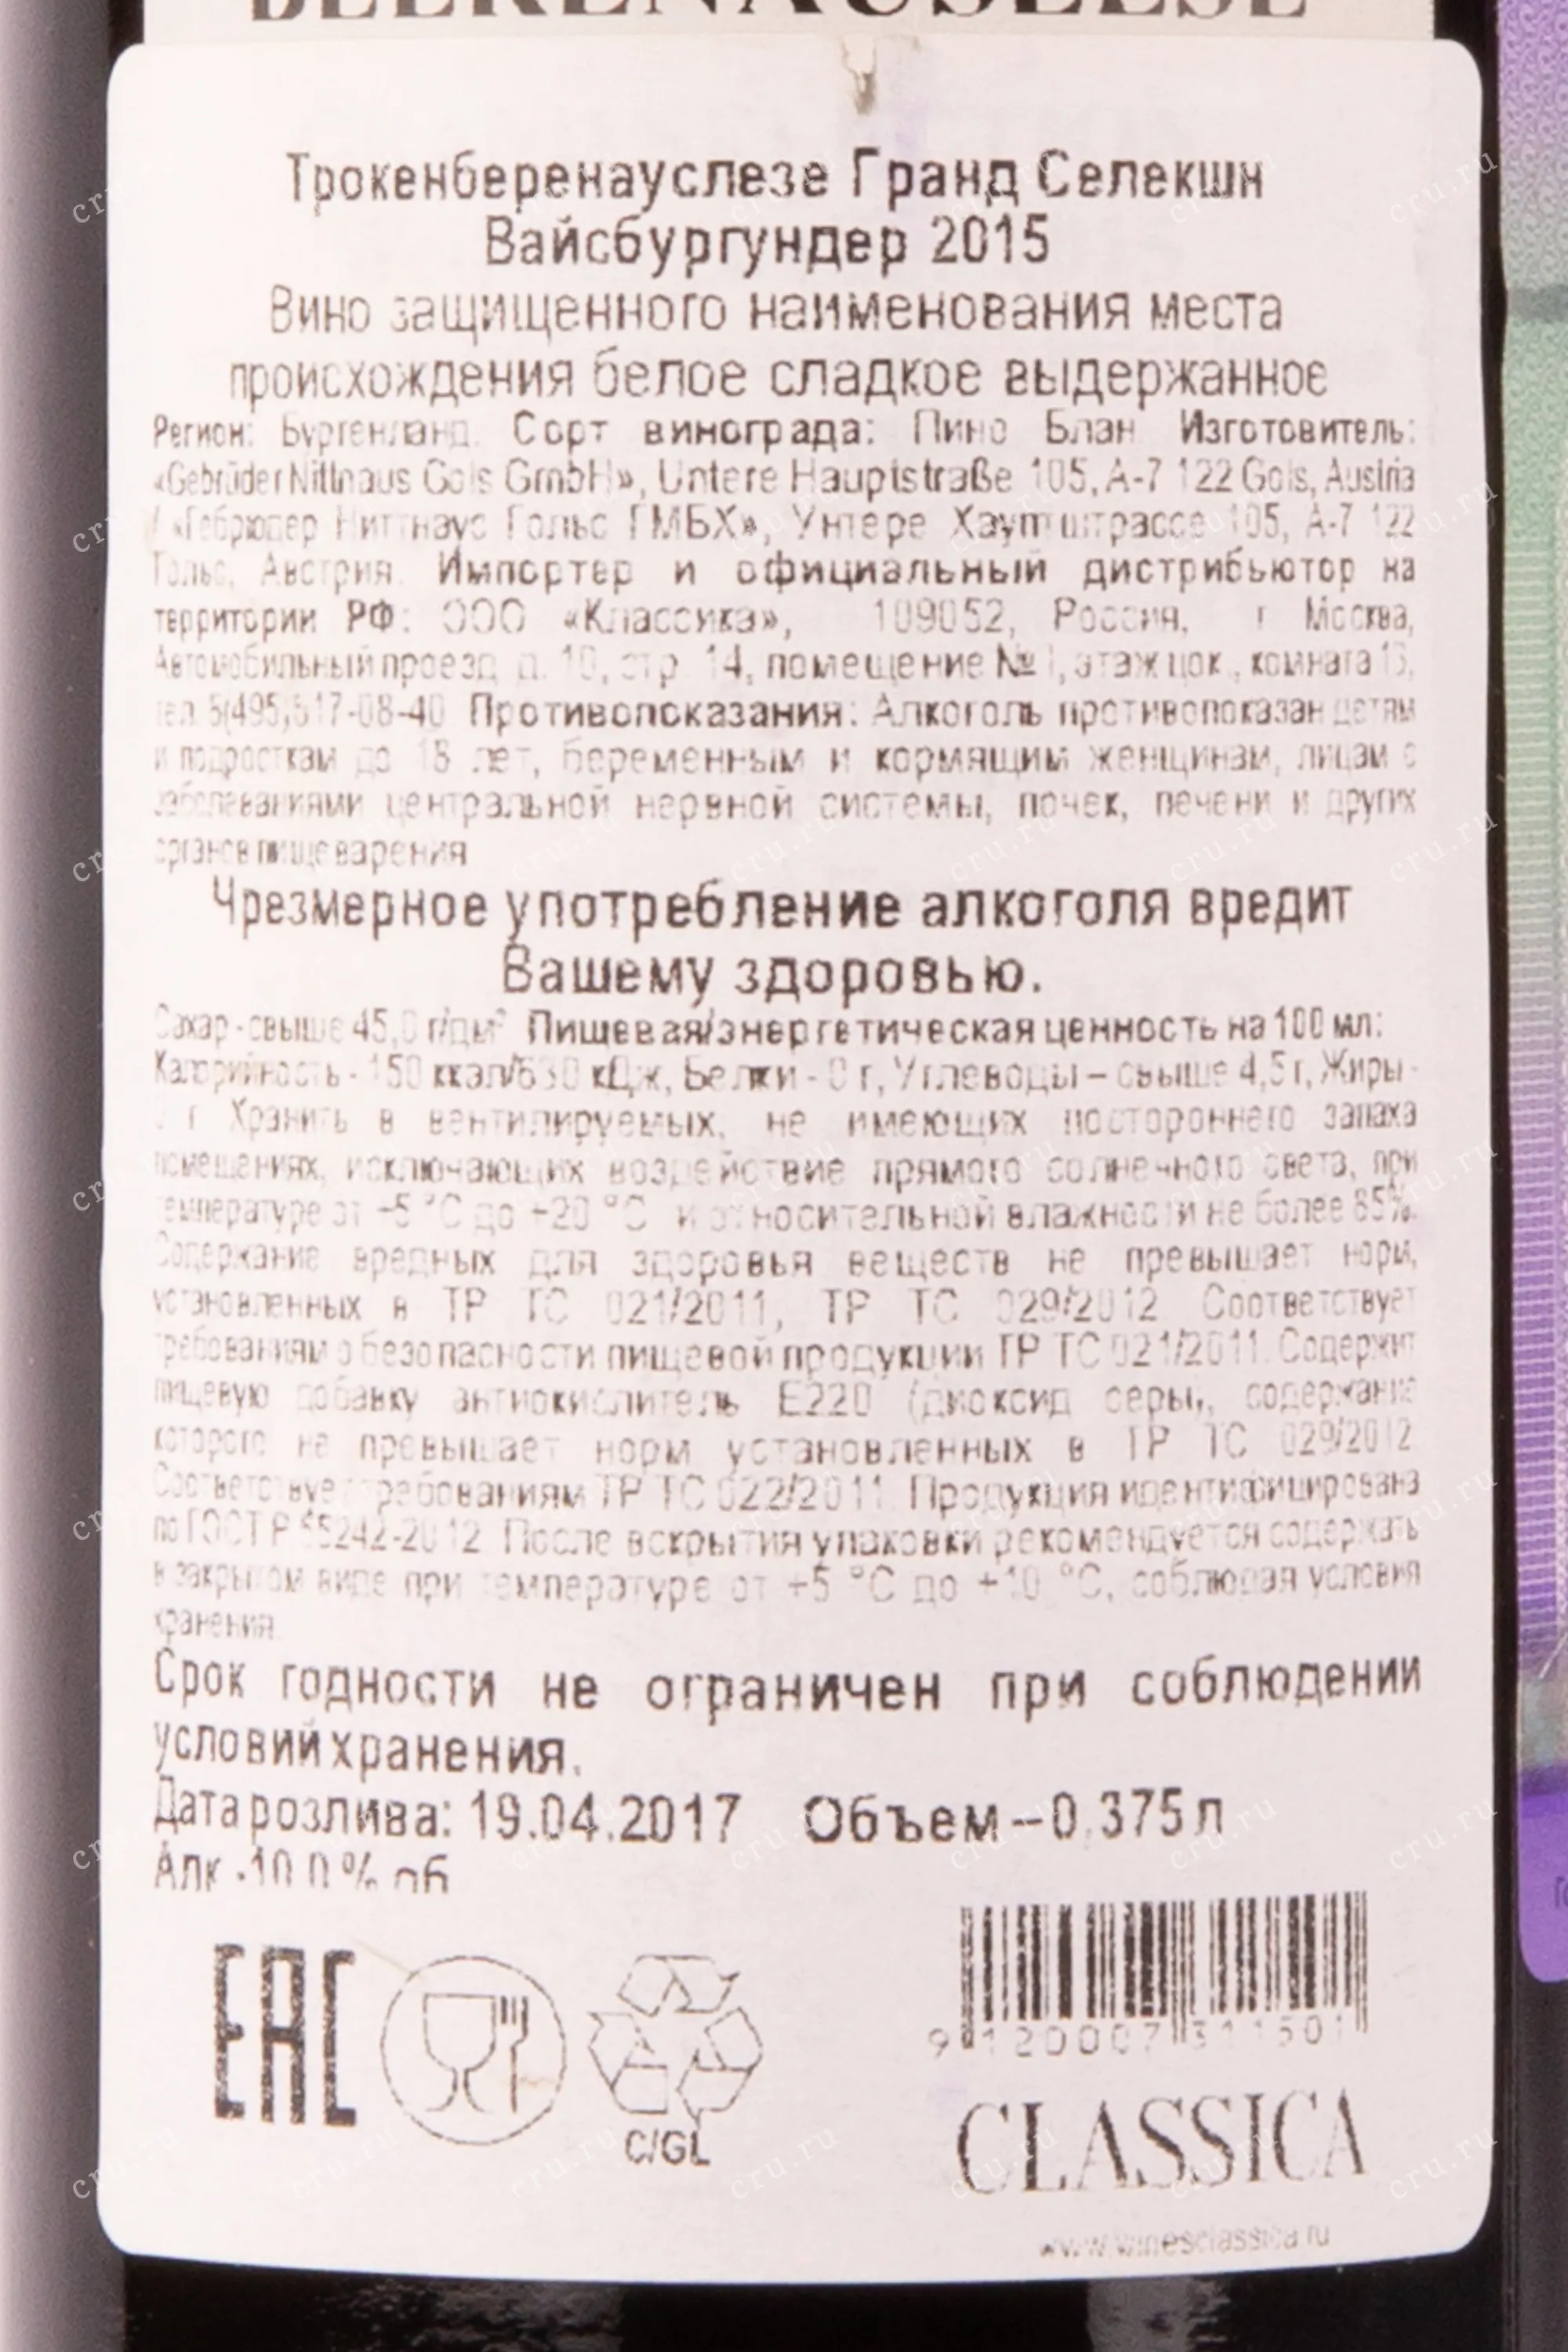 BEERENAUSLESE
Трокенберенауслезе Гранд Селекшн
Вайсбургундер 2015
Вино защищенного наименования места
происхождения белое сладкое выдержанное
Регион: Бургенланд. Сорт винограда: Пино Блан Изготовитель:
«Gebrüder Nittnaus Gols GmbH», Untere Hauptstraße 105, A-7 122 Gols, Austria
/ «Гебрюдер Ниттнаус Гольс ГМБХ», Унтере Хауптштрассе 105, А-7 122
Гольс, Австрия. Импортер и официальный дистрибьютор на
территории РФ: ООО «Классика», 109052, Россия, г Москва,
Автомобильный проезд, д. 10, стр. 14, помещение № I, этаж цок., комната
Противопоказания: Алкоголь противопоказан детям
и подросткам до 18 лет, беременным и кормящим женщинам, лицам с
заболеваниями центральной нервной системы, почек, печени и других
органов пищеварения
Чрезмерное употребление алкоголя вредит
Вашему здоровью.
Сахар - свыше 45,0 г/дм³ Пищевая/энергетическая ценность на 100 мл:
Калорийность - 150 ккал/630 кДж, Белки - 0 г, Углеводы – свыше 4,5 г, Жиры -
0 г Хранить в вентилируемых, не имеющих постороннего запаха
помещениях, исключающих воздействие прямого солнечного света, при
температуре от +5 °С до +20 °С и относительной влажности не более 85%.
Содержание вредных для здоровья веществ не превышает норм,
установленных в ТР ТС 021/2011, ТР ТС 029/2012. Соответствует
требованиям о безопасности пищевой продукции ТР ТС 021/2011. Содержит
пищевую добавку антиокислитель Е220 (диоксид серы), содержание
которого не превышает норм установленных в ТР ТС 029/2012
Соответствует требованиям ТР ТС 022/2011. Продукция идентифицирована
по ГОСТ Р 55242-2012. После вскрытия упаковки рекомендуется содержать
в закрытом виде при температуре от +5 °С до +10 °С, соблюдая условия
хранения.
Срок годности не ограничен при соблюдении
условий хранения.
Дата розлива: 19.04.2017 Объем – 0,375 л
Алк -10,0 % об
EAC
C/GL
9 120007 311501
CLASSICA
www.winesclassica.ru
cru.ru